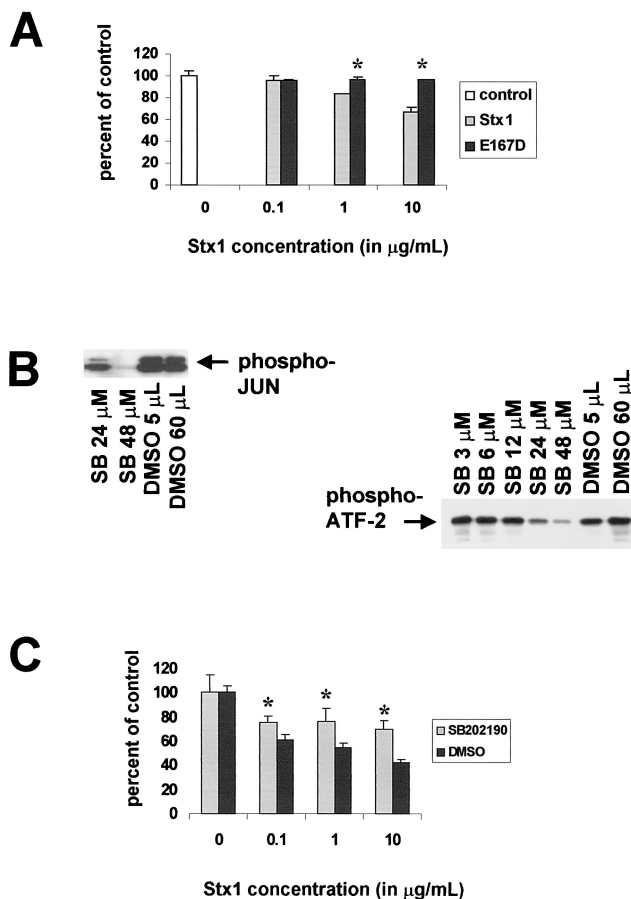 A
percent of control
120
100
80
60
40
20
0
* *
0 0.1 1 10
Stx1 concentration (in μg/mL)
control
Stx1
E167D
B
phospho-
JUN
SB 24 μM
SB 48 μM
DMSO 5 μL
DMSO 60 μL
SB 3 μM
SB 6 μM
SB 12 μM
SB 24 μM
SB 48 μM
DMSO 5 μL
DMSO 60 μL
phospho-
ATF-2
C
percent of control
120
100
80
60
40
20
0
* * *
0 0.1 1 10
Stx1 concentration (in μg/mL)
SB202190
DMSO